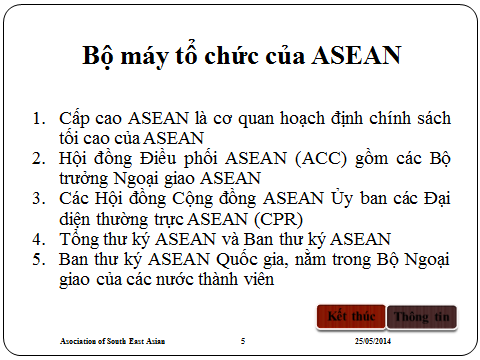 Bộ máy tổ chức của ASEAN
1. Cấp cao ASEAN là cơ quan hoạch định chính sách
tối cao của ASEAN
2. Hội đồng Điều phối ASEAN (ACC) gồm các Bộ
trưởng Ngoại giao ASEAN
3. Các Hội đồng Cộng đồng ASEAN Ủy ban các Đại
diện thường trực ASEAN (CPR)
4. Tổng thư ký ASEAN và Ban thư ký ASEAN
5. Ban thư ký ASEAN Quốc gia, nằm trong Bộ Ngoại
giao của các nước thành viên
Kết thúc Thông tin
Asociation of South East Asian 5 25/05/2014